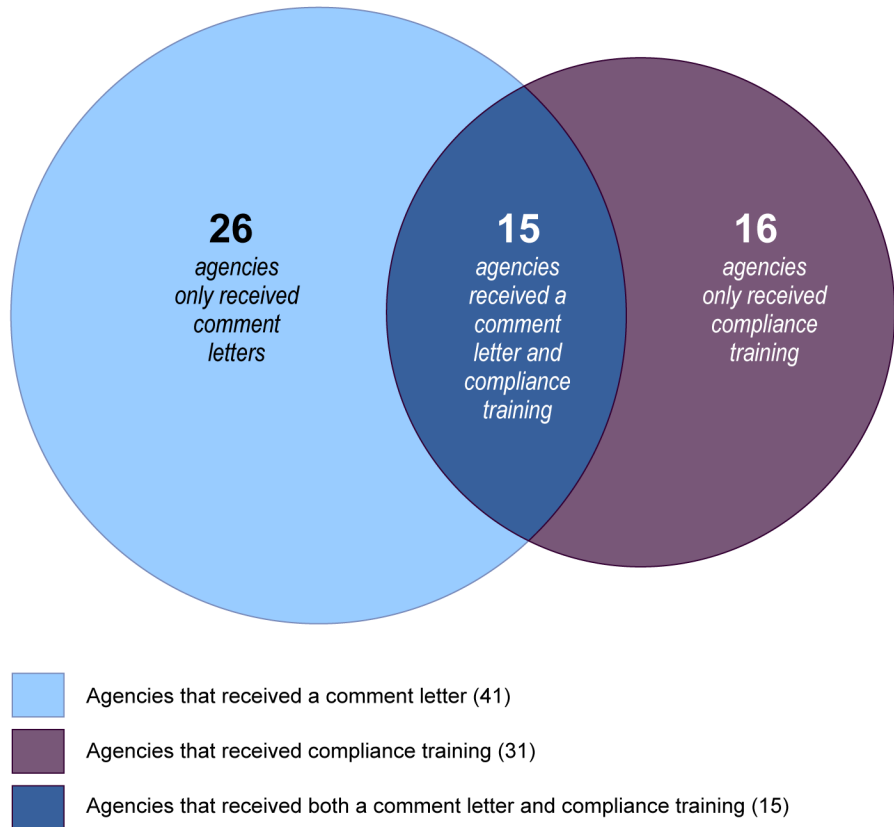 26
agencies
only received
comment
letters
15
agencies
received a
comment
letter and
compliance
training
16
agencies
only received
compliance
training
Agencies that received a comment letter (41)
Agencies that received compliance training (31)
Agencies that received both a comment letter and compliance training (15)